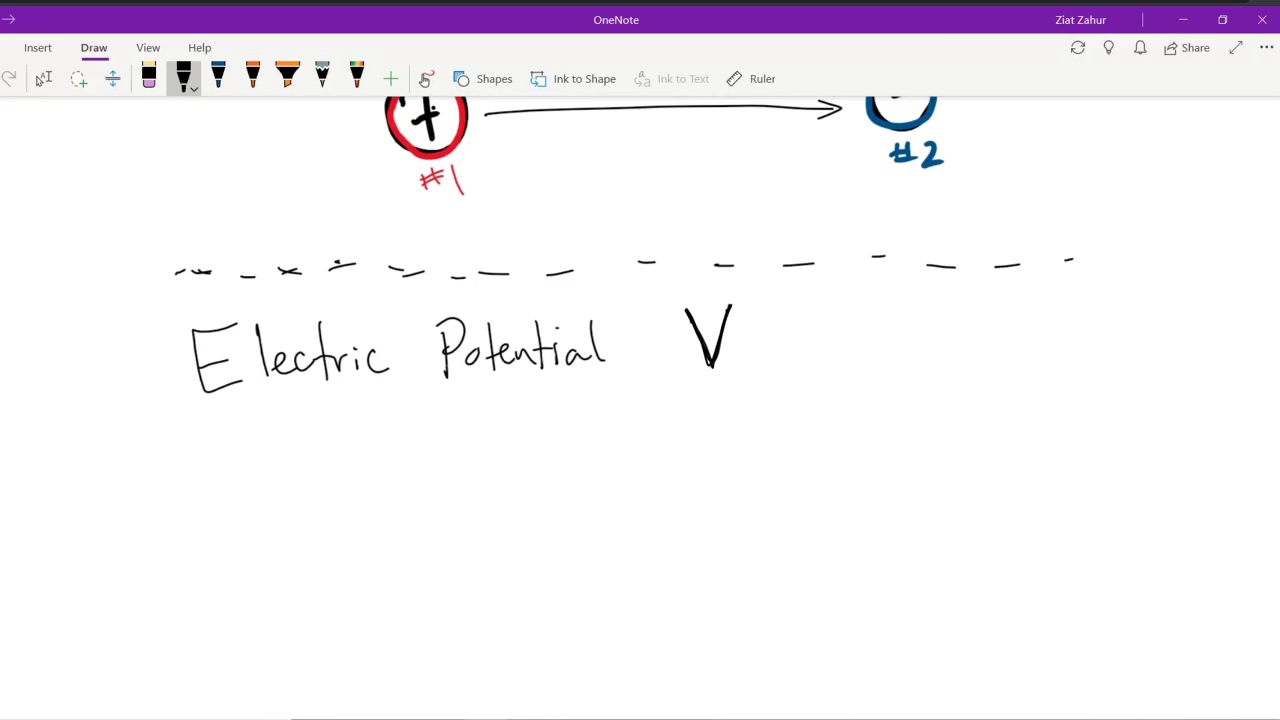 OneNote
Ziat Zahur
Insert Draw View Help
Share
Shapes Ink to Shape Ink to Text Ruler
+
#1
#2
Electric Potential V